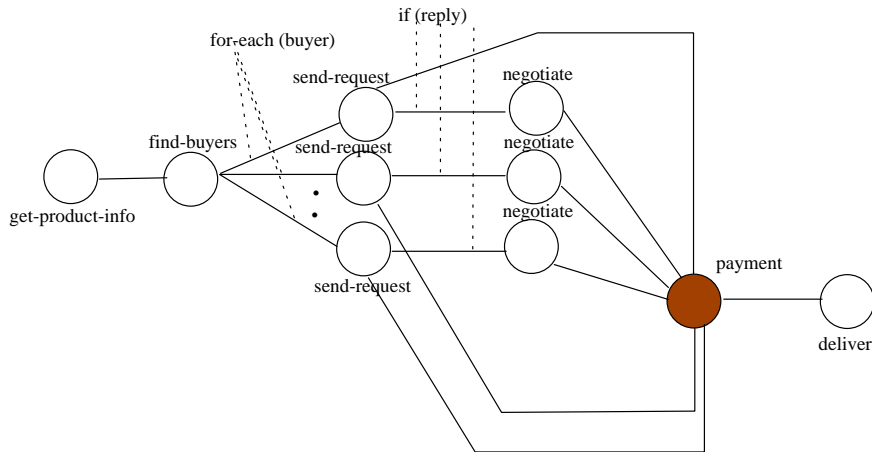 if (reply)
for-each (buyer)
send-request
negotiate
find-buyers
send-request
negotiate
get-product-info
negotiate
send-request
payment
deliver